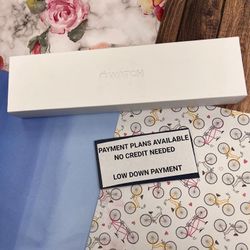 WATCH
PAYMENT PLANS AVAILABLE
NO CREDIT NEEDED
LOW DOWN PAYMENT